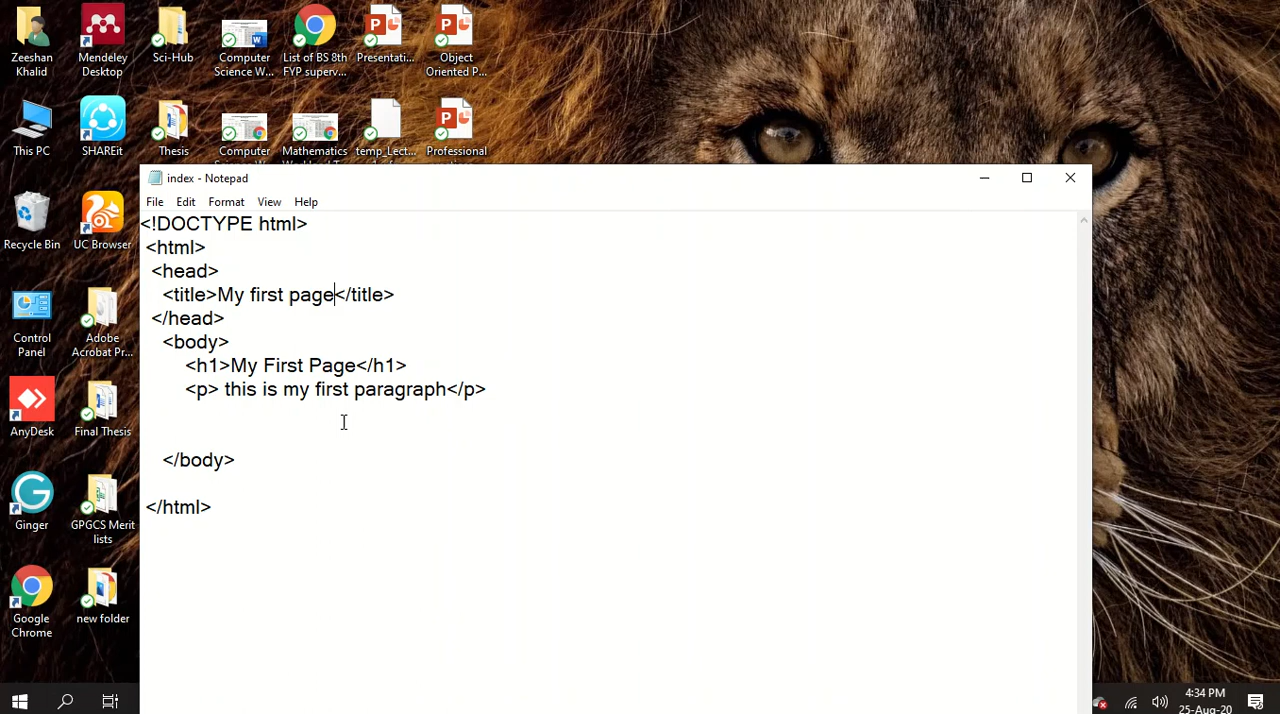 Zeeshan
Khalid
Mendeley
Desktop
Sci-Hub
Computer
Science W...
List of BS 8th
FYP superv...
Presentati...
Object
Oriented P...
This PC
SHAREit
Thesis
Computer
Mathematics
temp_Lect...
Professional
Recycle Bin
UC Browser
Control
Panel
Adobe
Acrobat Pr...
AnyDesk
Final Thesis
Ginger
GPGCS Merit
lists
Google
Chrome
new folder
index - Notepad
File Edit Format View Help
<!DOCTYPE html>
<html>
<head>
<title>My first page</title>
</head>
<body>
<h1>My First Page</h1>
<p> this is my first paragraph</p>
</body>
</html>
4:34 PM
25-Aug-20